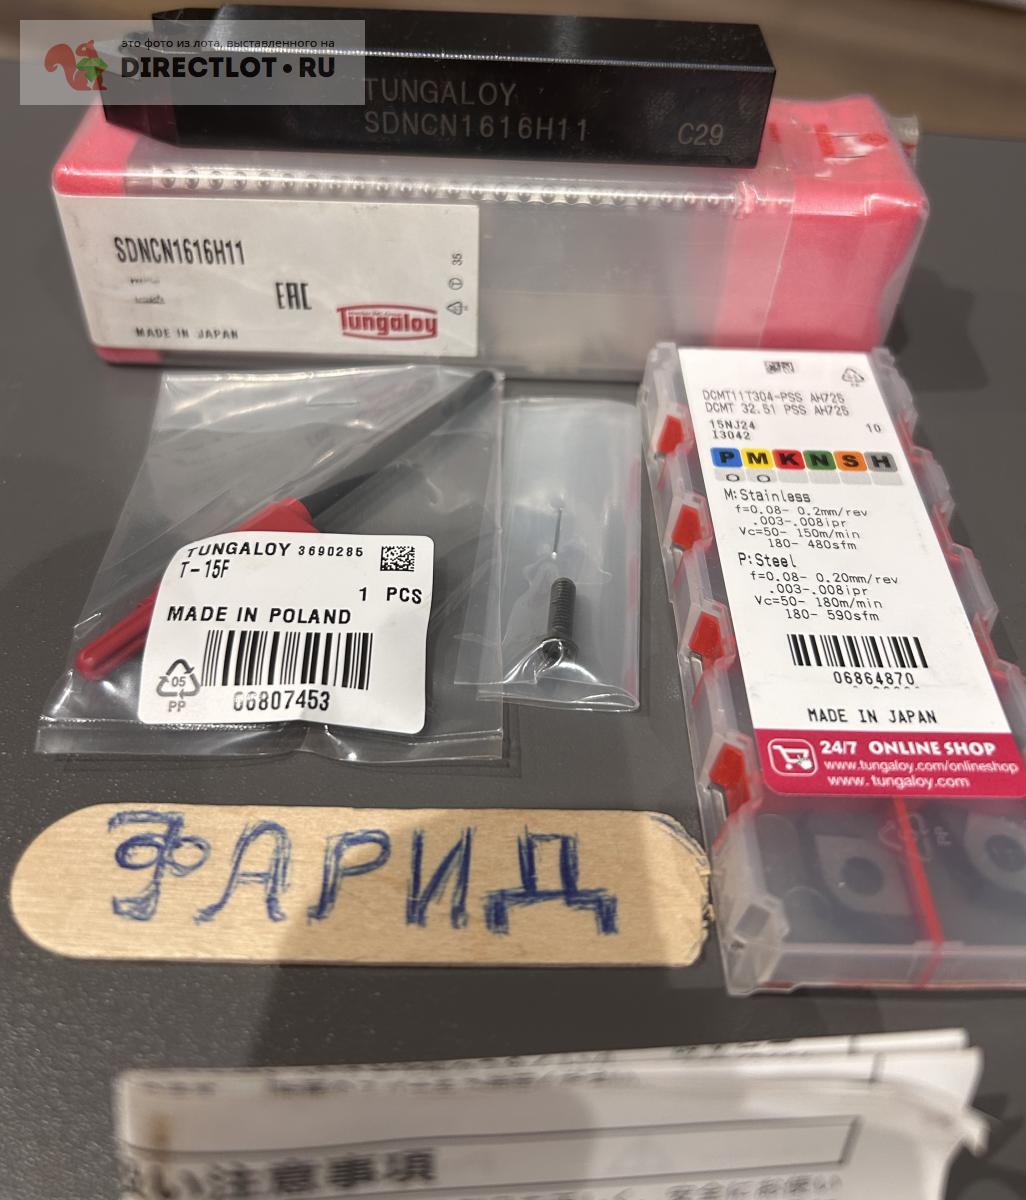 это фото из лота, выставленного на
DIRECTLOT•RU
TUNGALOY
SDNCN1616H11
C29
SDNCN1616H11
EAC
35
Tungaloy
MADE IN JAPAN
DCMT11T304-PSS AH725
DCMT 32.51 PSS AH725
15NJ24
10
I3042
P M K N S H
M:Stainless
f=0.08- 0.2mm/rev
.003-.008ipr
Vc=50- 150m/min
180- 480sfm
P:Steel
f=0.08- 0.20mm/rev
.003-.008ipr
Vc=50- 180m/min
180- 590sfm
06864870
MADE IN JAPAN
24/7 ONLINE SHOP
www.tungaloy.com/onlineshop
www.tungaloy.com
TUNGALOY 3690285
T-15F
1 PCS
MADE IN POLAND
05
PP
06807453
ФАРИД
い注意事項